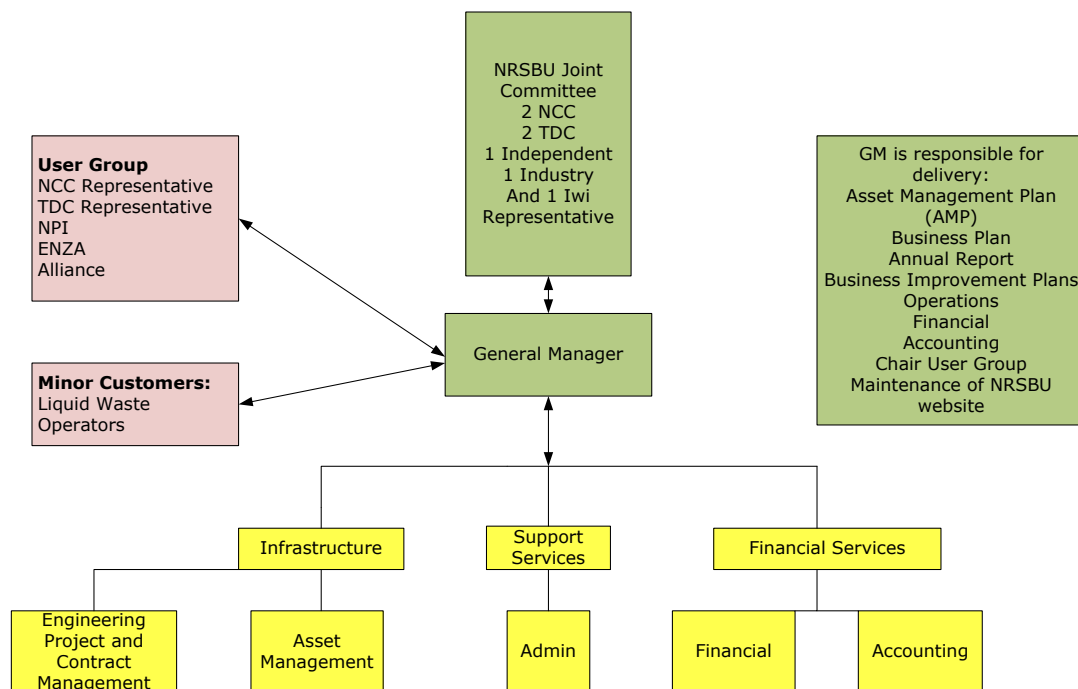 NRSBU Joint
Committee
2 NCC
2 TDC
1 Independent
1 Industry
And 1 Iwi
Representative
User Group
NCC Representative
TDC Representative
NPI
ENZA
Alliance
GM is responsible for
delivery:
Asset Management Plan
(AMP)
Business Plan
Annual Report
Business Improvement Plans
Operations
Financial
Accounting
Chair User Group
Maintenance of NRSBU
website
General Manager
Minor Customers:
Liquid Waste
Operators
Infrastructure
Support
Services
Financial Services
Engineering
Project and
Contract
Management
Asset
Management
Admin
Financial
Accounting